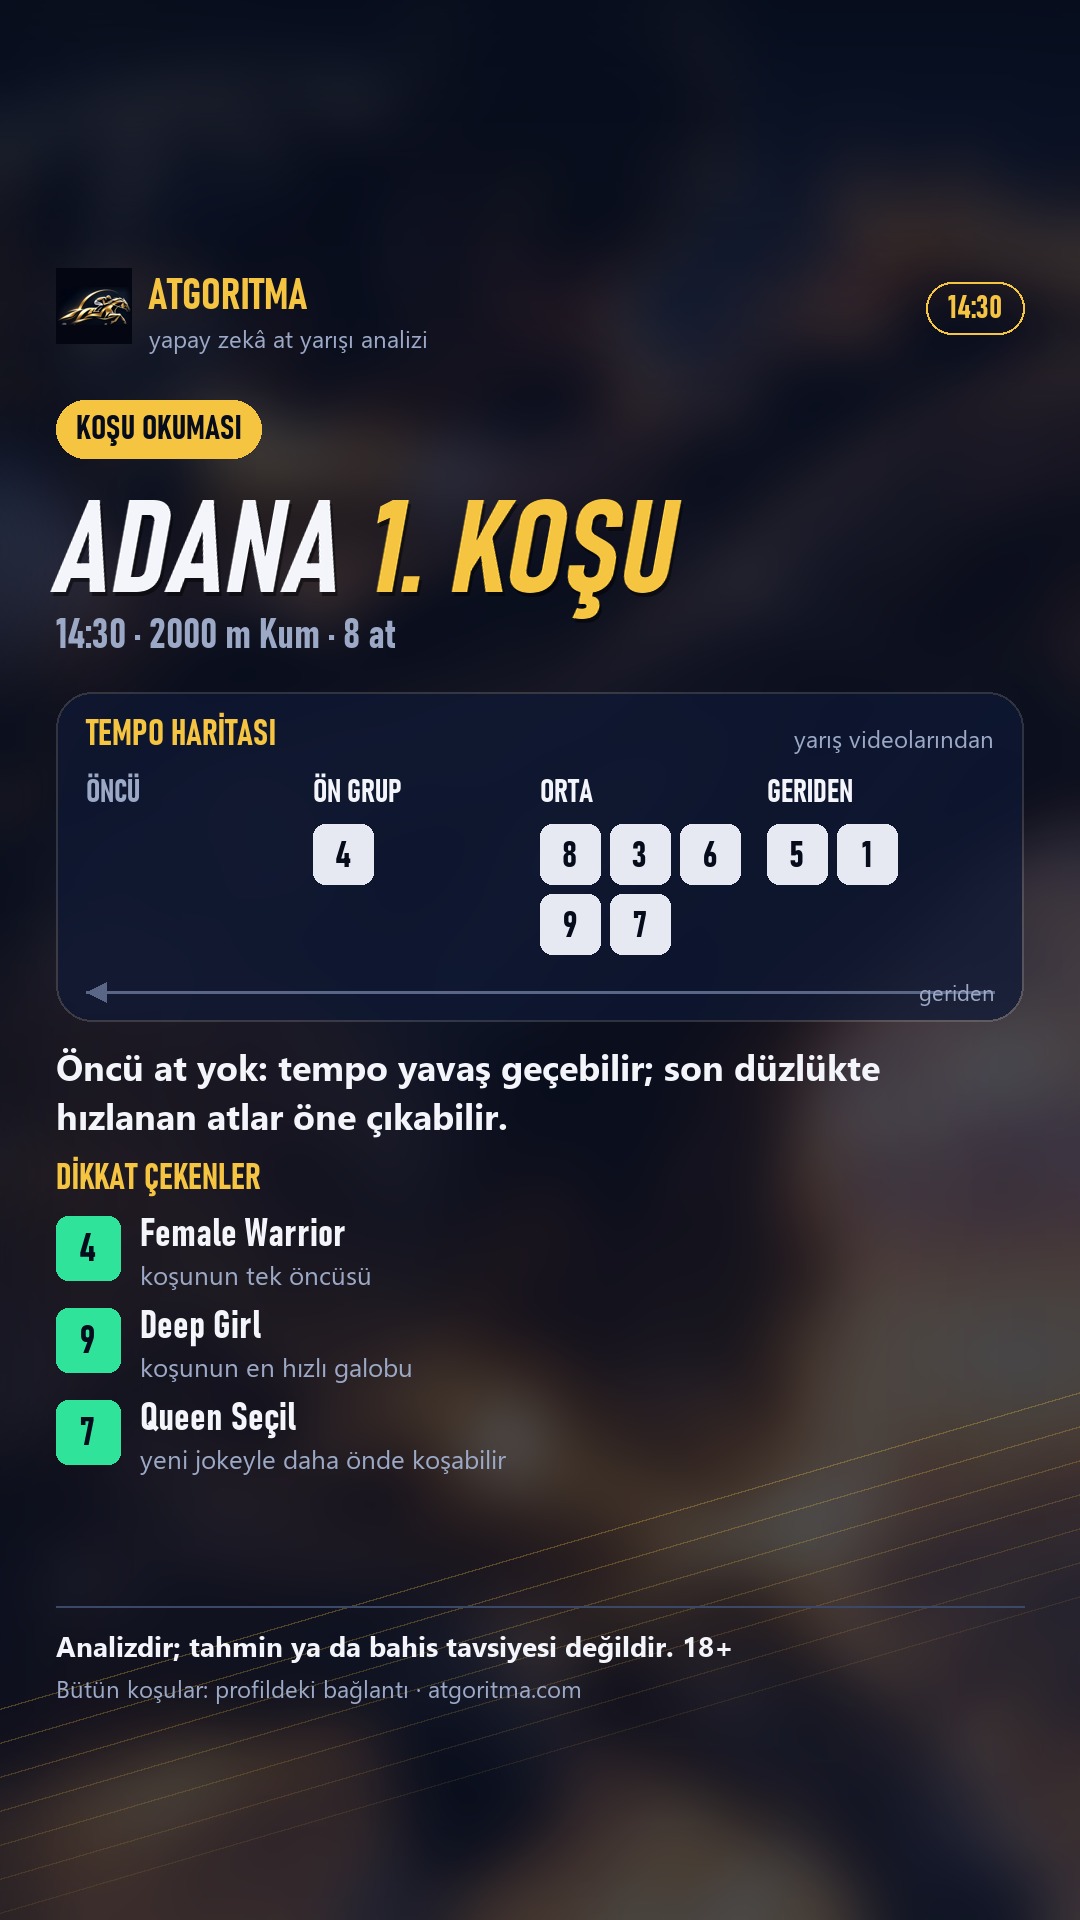 ATGORITMA
yapay zekâ at yarışı analizi
14:30
KOŞU OKUMASI
ADANA 1. KOŞU
14:30 · 2000 m Kum · 8 at
TEMPO HARİTASI
yarış videolarından
ÖNCÜ ÖN GRUP ORTA GERIDEN
4 8 3 6 5 1
9 7
geriden
Öncü at yok: tempo yavaş geçebilir; son düzlükte
hızlanan atlar öne çıkabilir.
DİKKAT ÇEKENLER
4 Female Warrior
koşunun tek öncüsü
9 Deep Girl
koşunun en hızlı galobu
7 Queen Seçil
yeni jokeyle daha önde koşabilir
Analizdir; tahmin ya da bahis tavsiyesi değildir. 18+
Bütün koşular: profildeki bağlantı · atgoritma.com